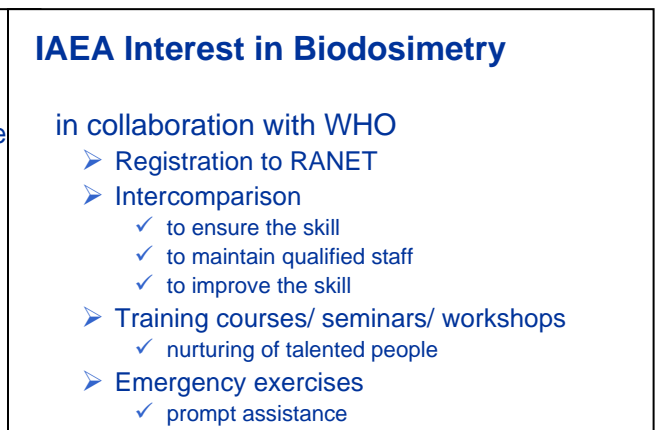 IAEA Interest in Biodosimetry
e
in collaboration with WHO
➢ Registration to RANET
➢ Intercomparison
✓ to ensure the skill
✓ to maintain qualified staff
✓ to improve the skill
➢ Training courses/ seminars/ workshops
✓ nurturing of talented people
➢ Emergency exercises
✓ prompt assistance